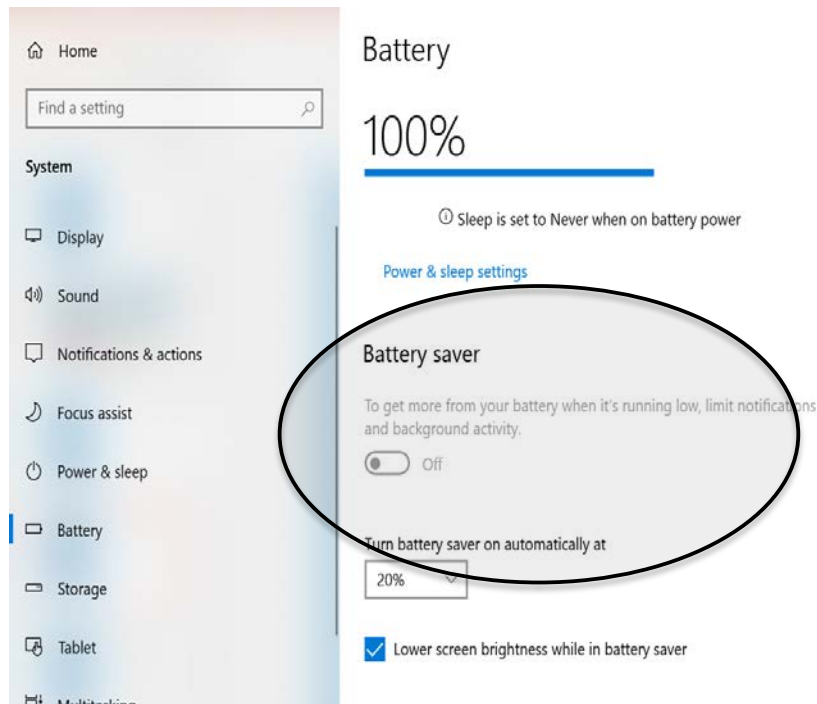 Home
Find a setting
System
Display
Sound
Notifications & actions
Focus assist
Power & sleep
Battery
Storage
Tablet
Multitasking
Battery
100%
Sleep is set to Never when on battery power
Power & sleep settings
Battery saver
To get more from your battery when it's running low, limit notifications
and background activity.
Off
Turn battery saver on automatically at
20%
Lower screen brightness while in battery saver